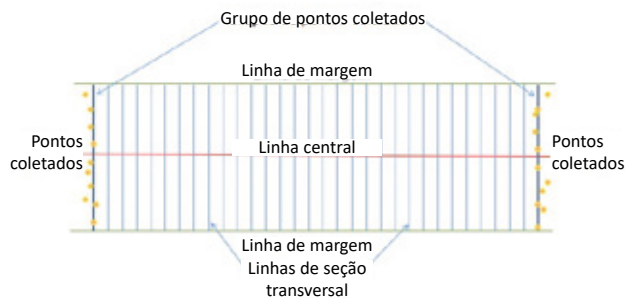 Grupo de pontos coletados
Linha de margem
Pontos
coletados
Linha central
Pontos
coletados
Linha de margem
Linhas de seção
transversal